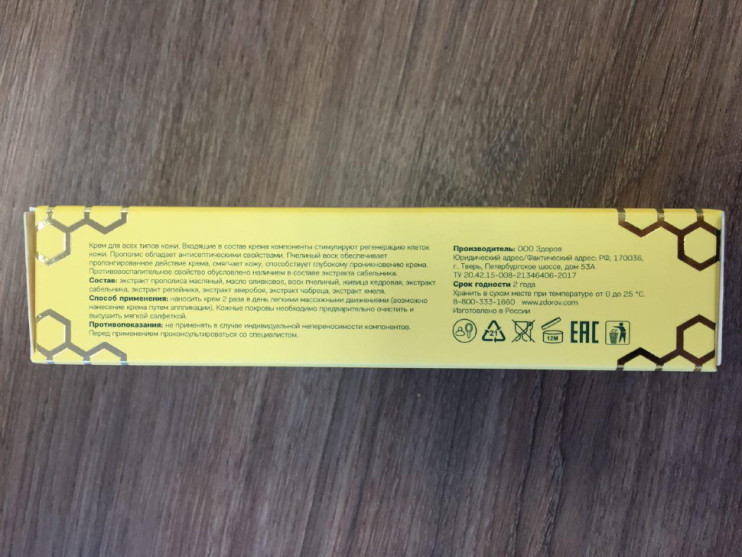 Крем для всех типов кожи. Входящие в состав крема компоненты стимулируют регенерацию клеток
кожи. Прополис обладает антисептическими свойствами. Пчелиный воск обеспечивает
пролонгированное действие крема, смягчает кожу, способствует глубокому проникновению крема.
Противовоспалительное свойство обусловлено наличием в составе экстракта сабельника.
Состав: экстракт прополиса масляный, масло оливковое, воск пчелиный, живица кедровая, экстракт
сабельника, экстракт репейника, экстракт зверобоя, экстракт чабреца, экстракт хмеля.
Способ применения: наносить крем 2 раза в день легкими массажными движениями (возможно
нанесение крема путем аппликации). Кожные покровы необходимо предварительно очистить и
высушить мягкой салфеткой.
Противопоказания: не применять в случае индивидуальной непереносимости компонентов.
Перед применением проконсультироваться со специалистом.
Производитель: ООО Здоров
Юридический адрес/Фактический адрес: РФ, 170036,
г. Тверь, Петербургское шоссе, дом 53А
ТУ 20.42.15-008-21346406-2017
Срок годности 2 года
Хранить в сухом месте при температуре от 0 до 25 °С.
8-800-333-1860 www.zdorov.com
Изготовлено в России
21
12M
EAC